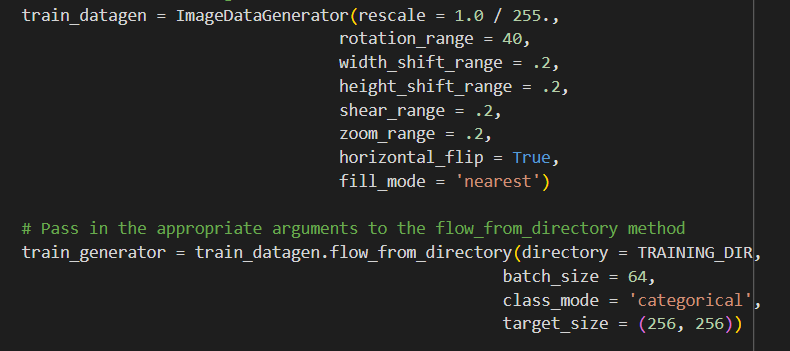 train_datagen = ImageDataGenerator(rescale = 1.0 / 255.,
rotation_range = 40,
width_shift_range = .2,
height_shift_range = .2,
shear_range = .2,
zoom_range = .2,
horizontal_flip = True,
fill_mode = 'nearest')
# Pass in the appropriate arguments to the flow_from_directory method
train_generator = train_datagen.flow_from_directory(directory = TRAINING_DIR,
batch_size = 64,
class_mode = 'categorical',
target_size = (256, 256))